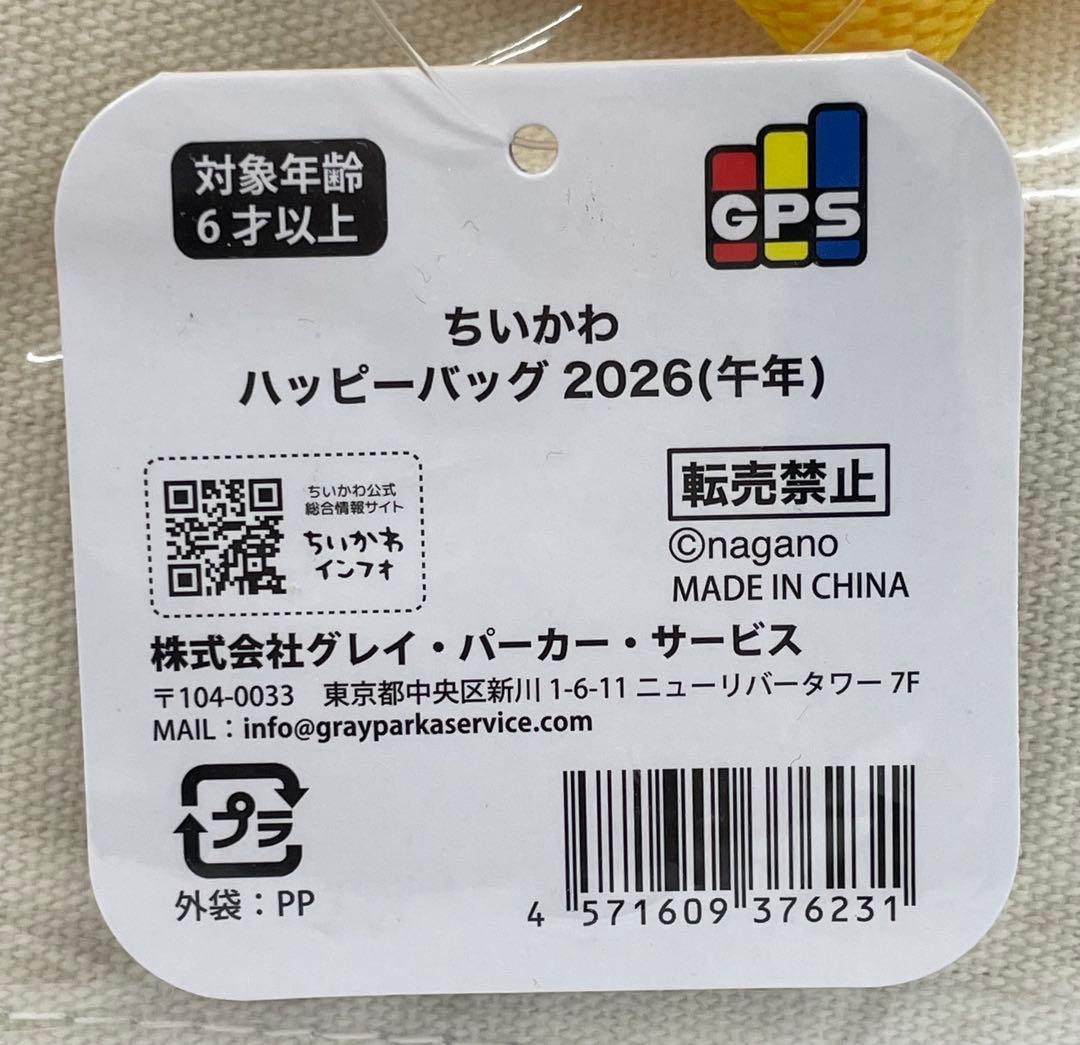 対象年齢
6才以上
GPS
ちいかわ
ハッピーバッグ 2026(午年)
ちいかわ公式
総合情報サイト
ちいかわ
インフォ
転売禁止
©nagano
MADE IN CHINA
株式会社グレイ・パーカー・サービス
〒104-0033　東京都中央区新川 1-6-11 ニューリバータワー 7F
MAIL：info@grayparkaservice.com
プラ
外袋：PP
4 571609 376231